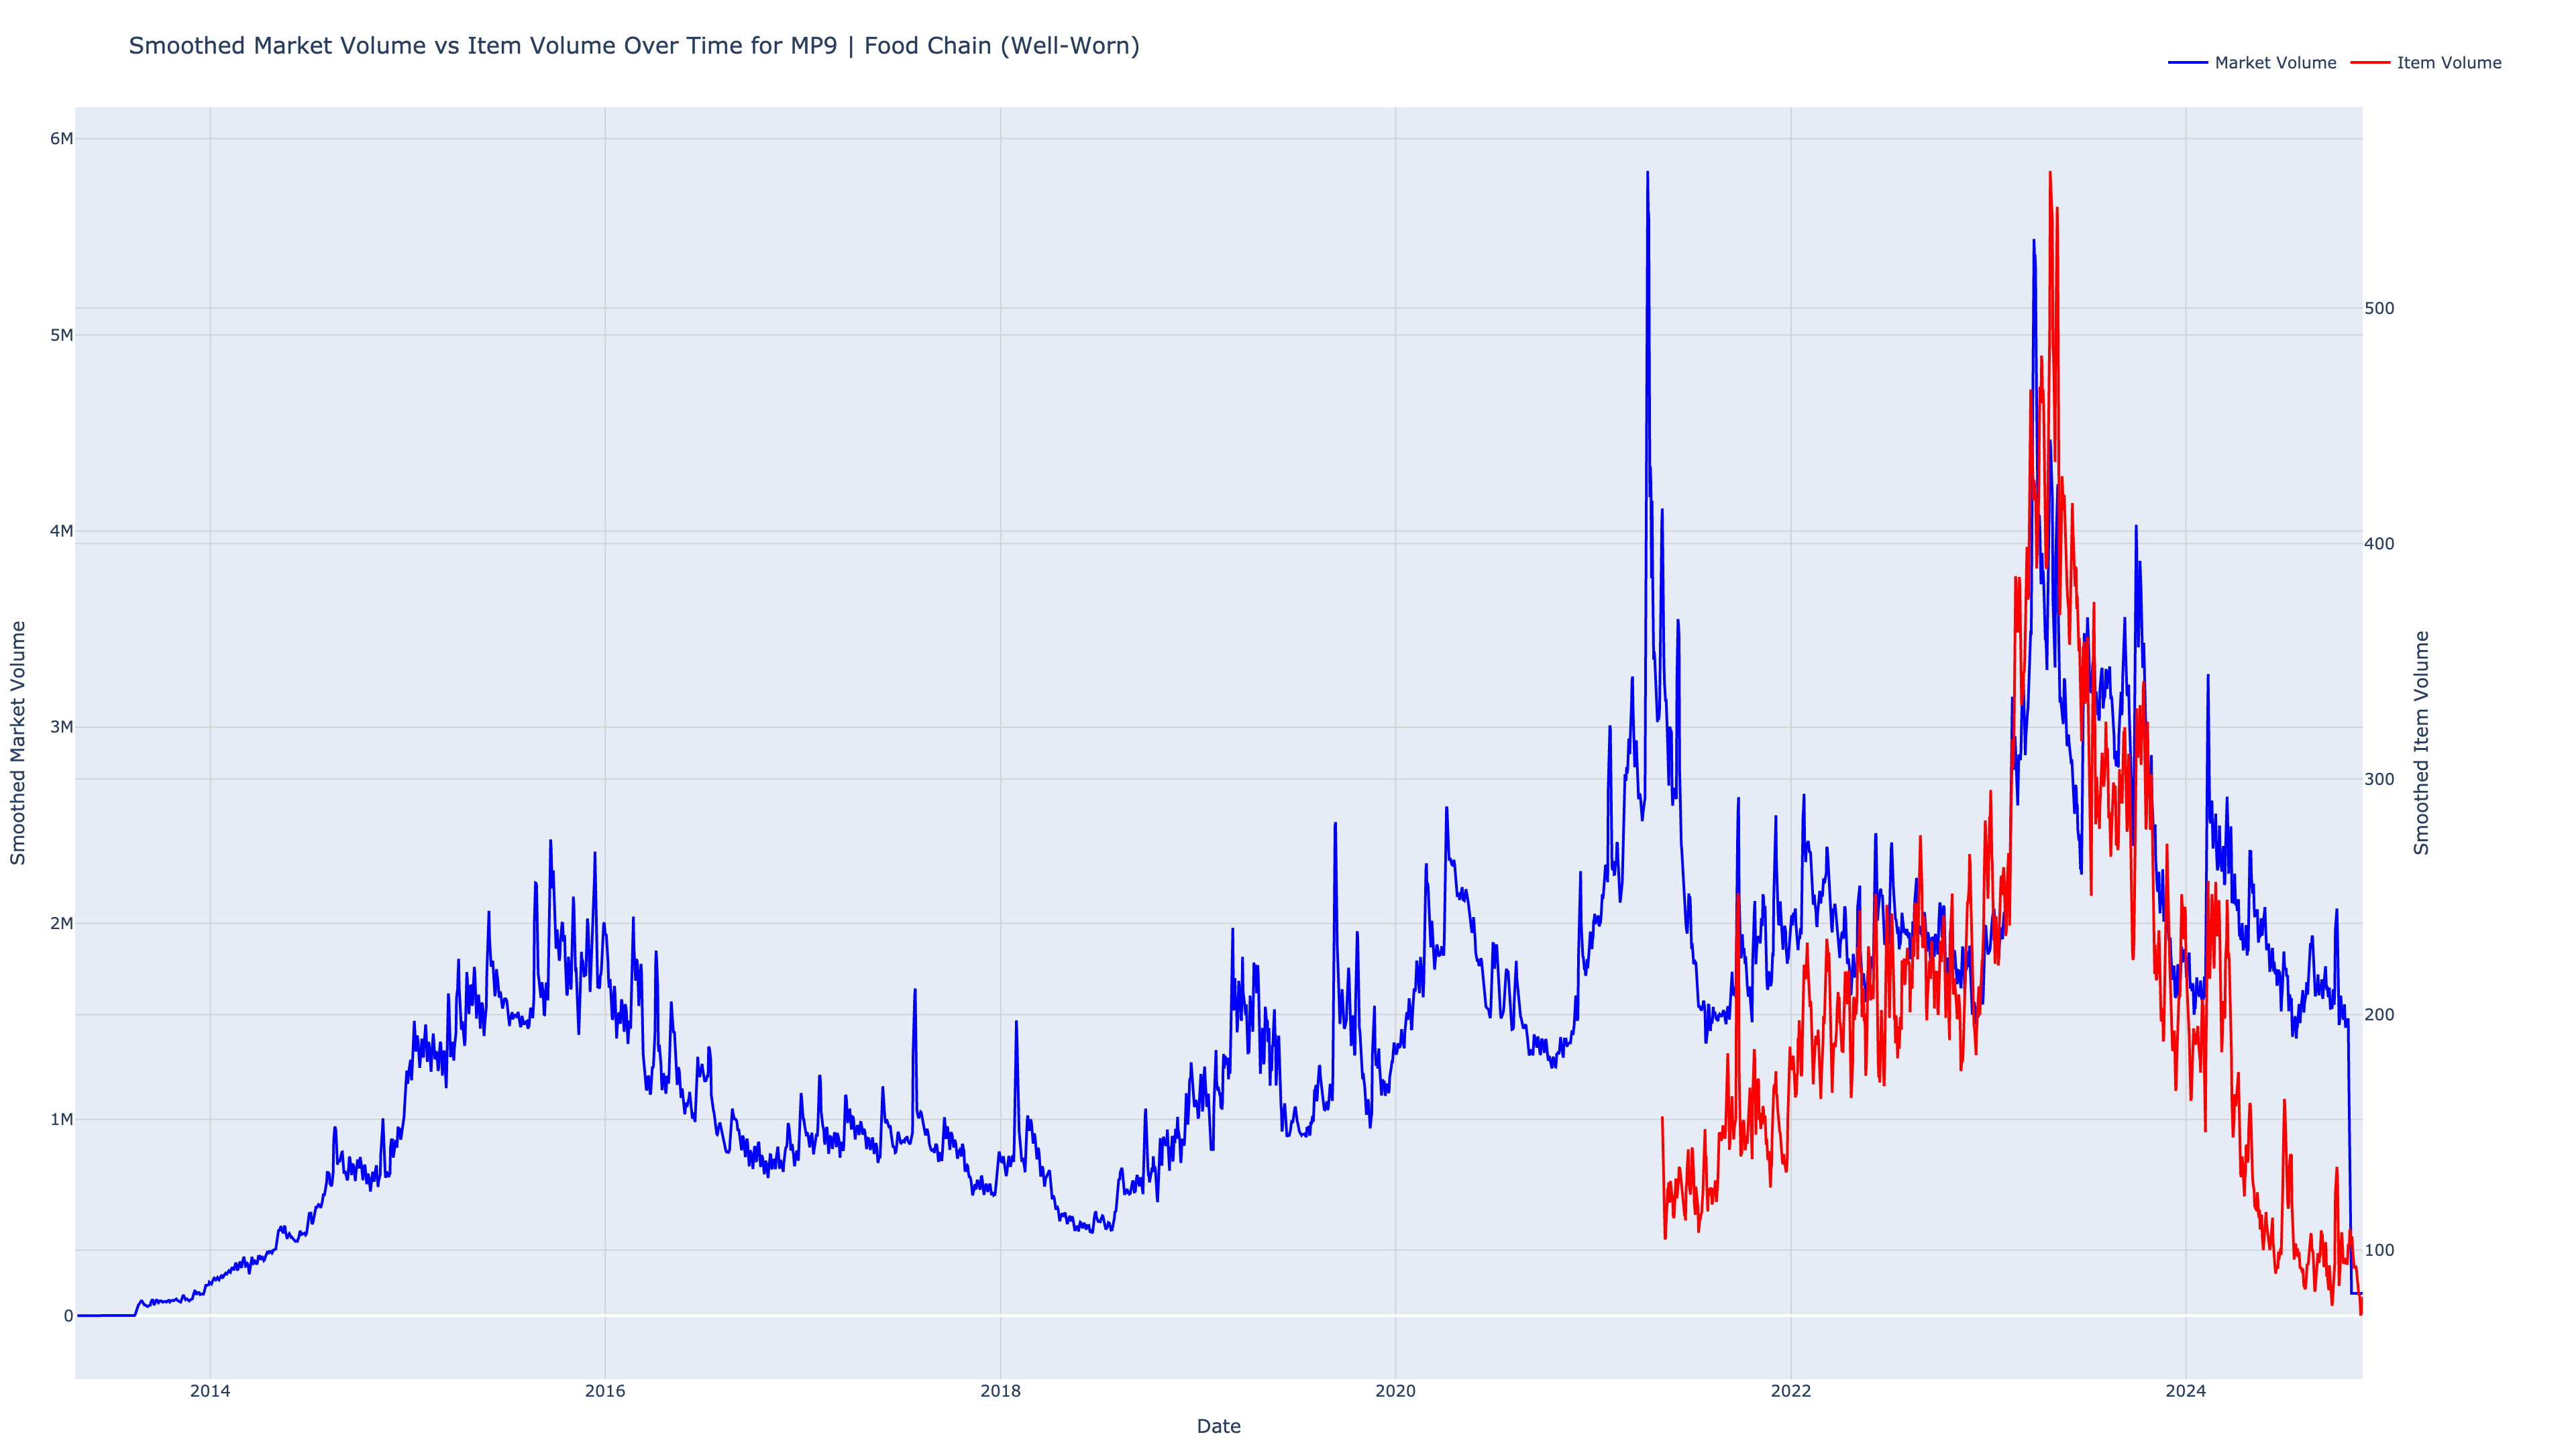 Smoothed Market Volume vs Item Volume Over Time for MP9 | Food Chain (Well-Worn)
Market Volume
Item Volume
6M
5M
4M
3M
2M
1M
0
500
400
300
200
100
Smoothed Market Volume
Smoothed Item Volume
2014
2016
2018
2020
2022
2024
Date